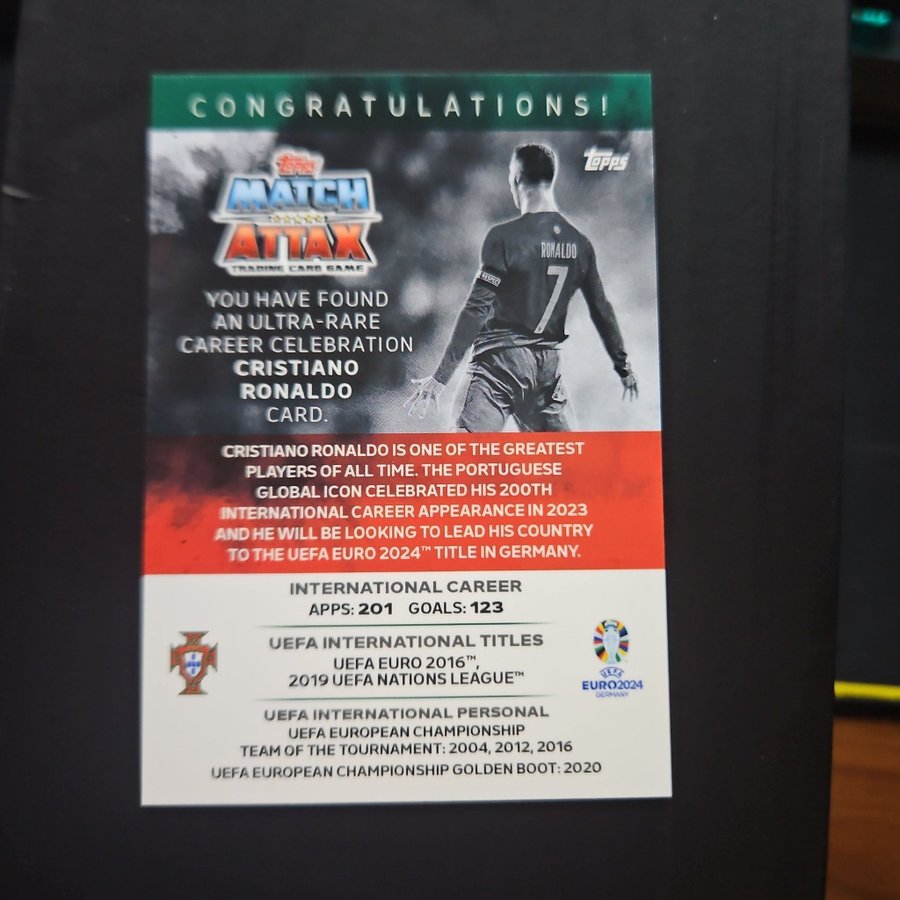 CONGRATULATIONS!
Topps
Topps
MATCH
ATTAX
TRADING CARD GAME
RONALDO
7
RESPECT
YOU HAVE FOUND
AN ULTRA-RARE
CAREER CELEBRATION
CRISTIANO
RONALDO
CARD.
CRISTIANO RONALDO IS ONE OF THE GREATEST
PLAYERS OF ALL TIME. THE PORTUGUESE
GLOBAL ICON CELEBRATED HIS 200TH
INTERNATIONAL CAREER APPEARANCE IN 2023
AND HE WILL BE LOOKING TO LEAD HIS COUNTRY
TO THE UEFA EURO 2024™ TITLE IN GERMANY.
INTERNATIONAL CAREER
APPS: 201 GOALS: 123
UEFA INTERNATIONAL TITLES
UEFA EURO 2016™,
2019 UEFA NATIONS LEAGUE™
UEFA
EURO2024
GERMANY
UEFA INTERNATIONAL PERSONAL
UEFA EUROPEAN CHAMPIONSHIP
TEAM OF THE TOURNAMENT: 2004, 2012, 2016
UEFA EUROPEAN CHAMPIONSHIP GOLDEN BOOT: 2020